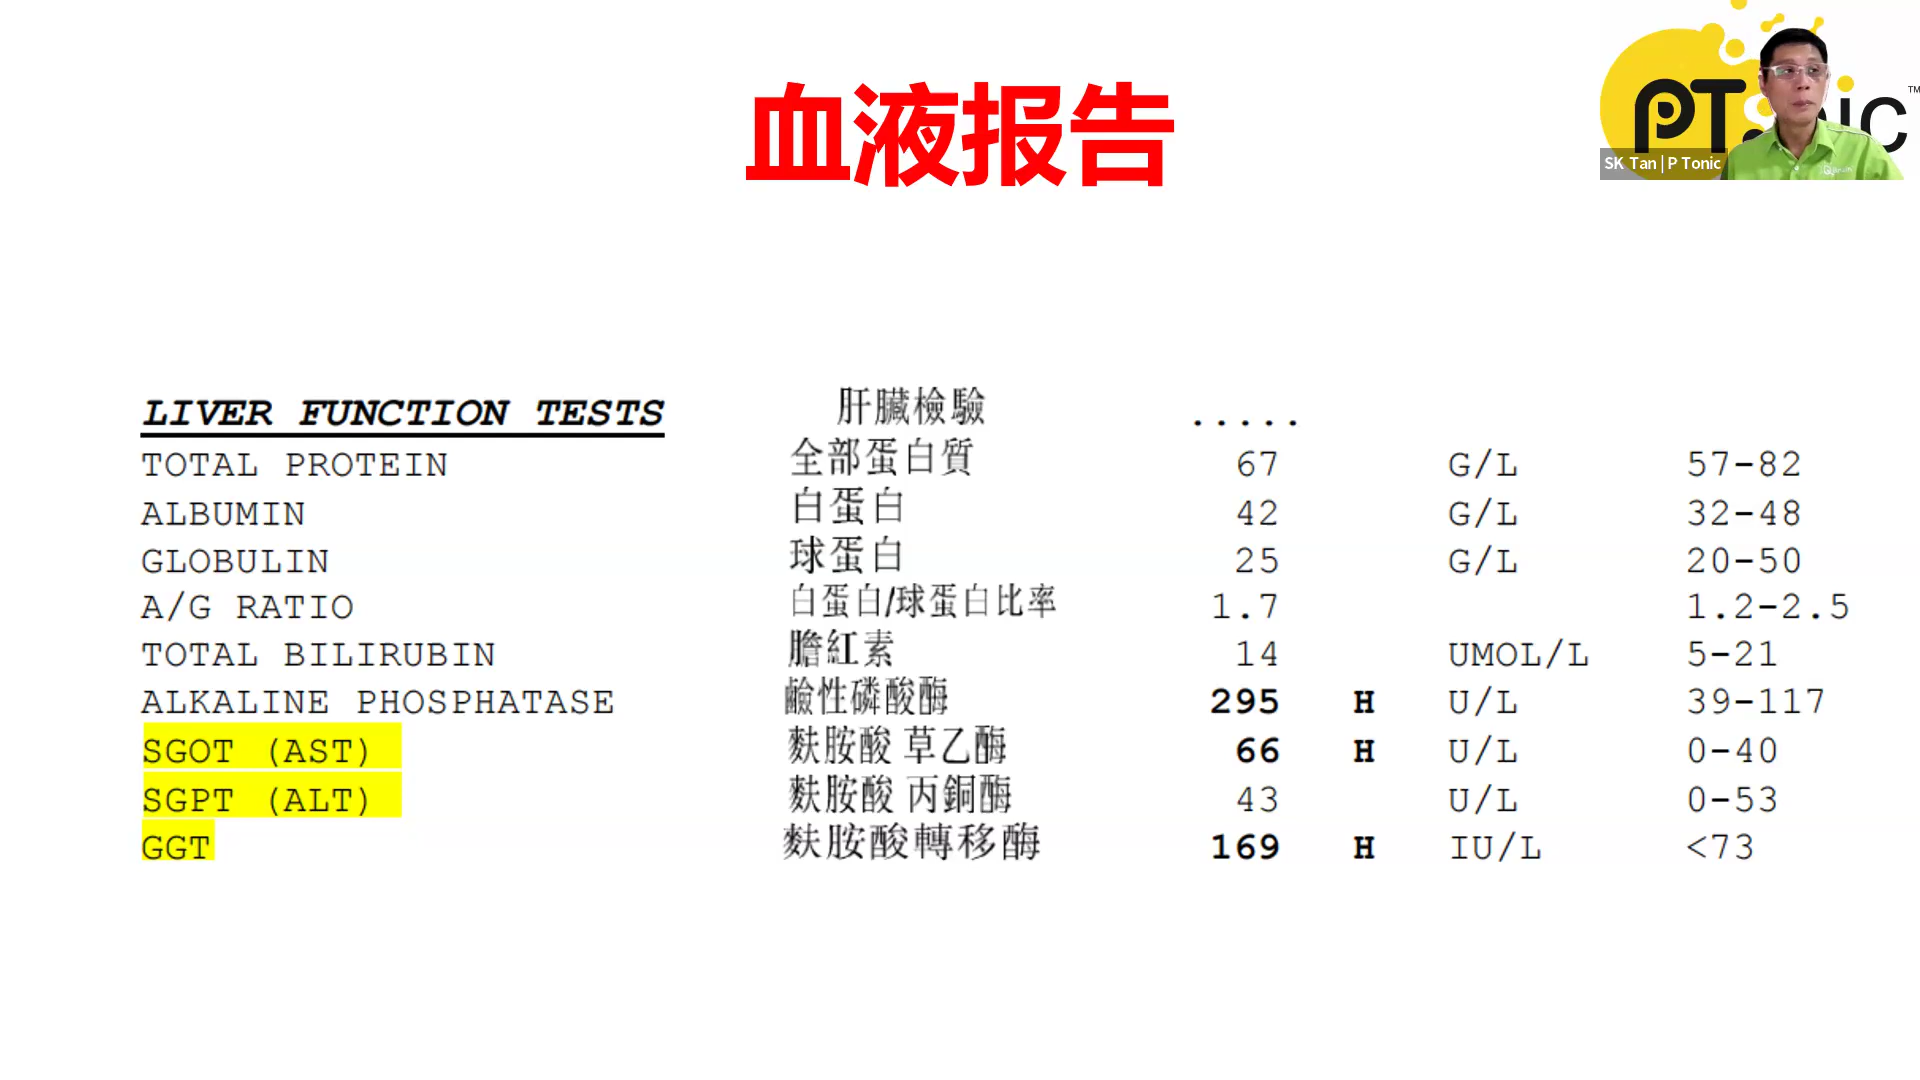 血液报告
PT nic TM
SK Tan | P Tonic
LIVER FUNCTION TESTS 肝臟檢驗 .....
TOTAL PROTEIN 全部蛋白質 67 G/L 57-82
ALBUMIN 白蛋白 42 G/L 32-48
GLOBULIN 球蛋白 25 G/L 20-50
A/G RATIO 白蛋白/球蛋白比率 1.7 1.2-2.5
TOTAL BILIRUBIN 膽紅素 14 UMOL/L 5-21
ALKALINE PHOSPHATASE 鹼性磷酸酶 295 H U/L 39-117
SGOT (AST) 麩胺酸 草乙酶 66 H U/L 0-40
SGPT (ALT) 麩胺酸 丙銅酶 43 U/L 0-53
GGT 麩胺酸轉移酶 169 H IU/L <73